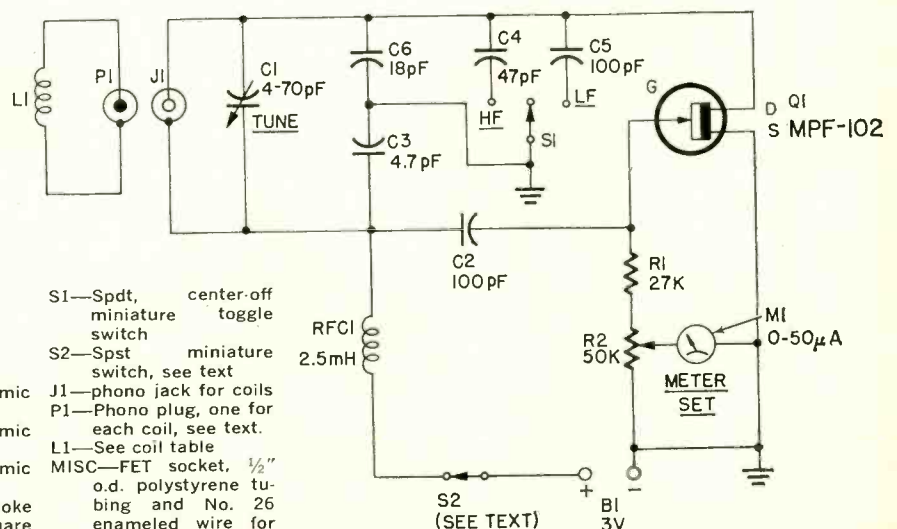 L1
P1
J1
C1
4-70pF
TUNE
C6
18pF
C3
4.7pF
C4
47pF
HF
C5
100pF
LF
S1
G
D Q1
S MPF-102
C2
100pF
R1
27K
RFC1
2.5mH
R2
50K
M1
0-50µA
METER
SET
S2
(SEE TEXT)
+
-
B1
3V
S1—Spdt, center-off
miniature toggle
switch
S2—Spst miniature
switch, see text
mic J1—phono jack for coils
P1—Phono plug, one for
mic each coil, see text.
L1—See coil table
mic MISC—FET socket, ½"
o.d. polystyrene tu-
oke bing and No. 26
uare enameled wire for